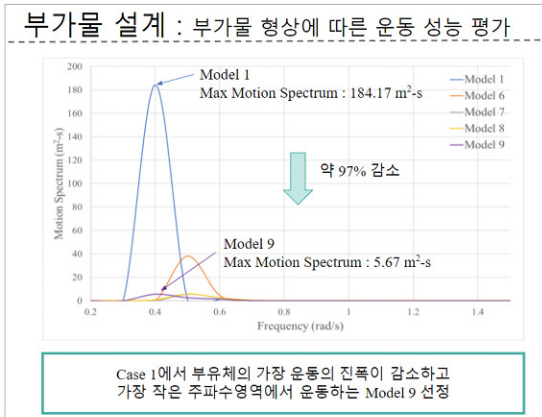 부가물 설계 : 부가물 형상에 따른 운동 성능 평가
200
180
160
140
120
100
80
60
40
20
0
Motion Spectrum (m²-s)
Model 1
Max Motion Spectrum : 184.17 m²-s
Model 1
Model 6
Model 7
Model 8
Model 9
약 97% 감소
Model 9
Max Motion Spectrum : 5.67 m²-s
0.2
0.4
0.6
0.8
1
1.2
1.4
Frequency (rad/s)
Case 1에서 부유체의 가장 운동의 진폭이 감소하고
가장 작은 주파수영역에서 운동하는 Model 9 선정